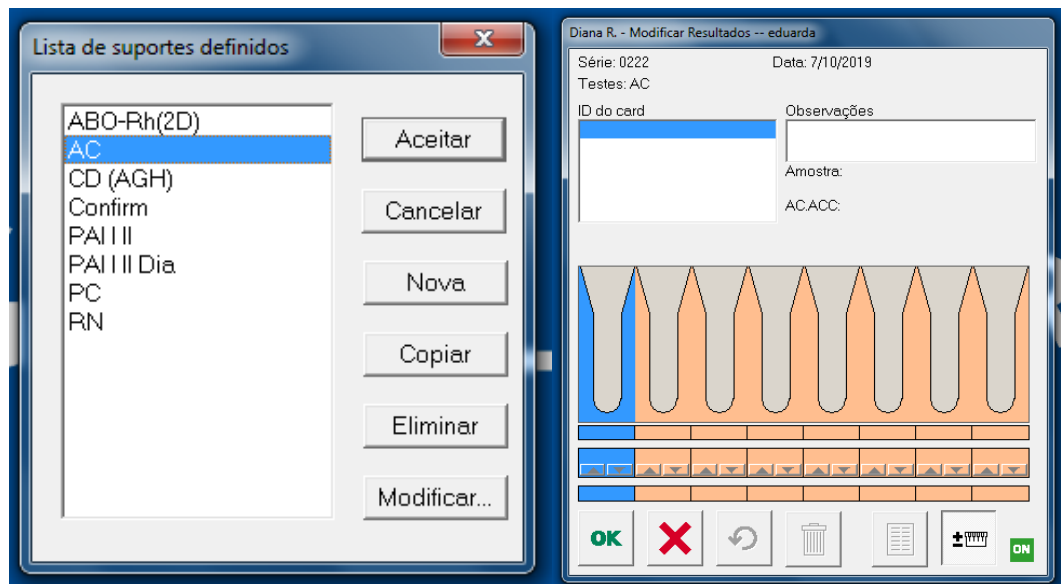 Lista de suportes definidos
ABO-Rh(2D)
AC
CD (AGH)
Confirm
PAI I II
PAI I II Dia
PC
RN
Aceitar
Cancelar
Nova
Copiar
Eliminar
Modificar...
Diana R. - Modificar Resultados -- eduarda
Série: 0222 Data: 7/10/2019
Testes: AC
ID do card Observações
Amostra:
AC.ACC:
OK
±
ON